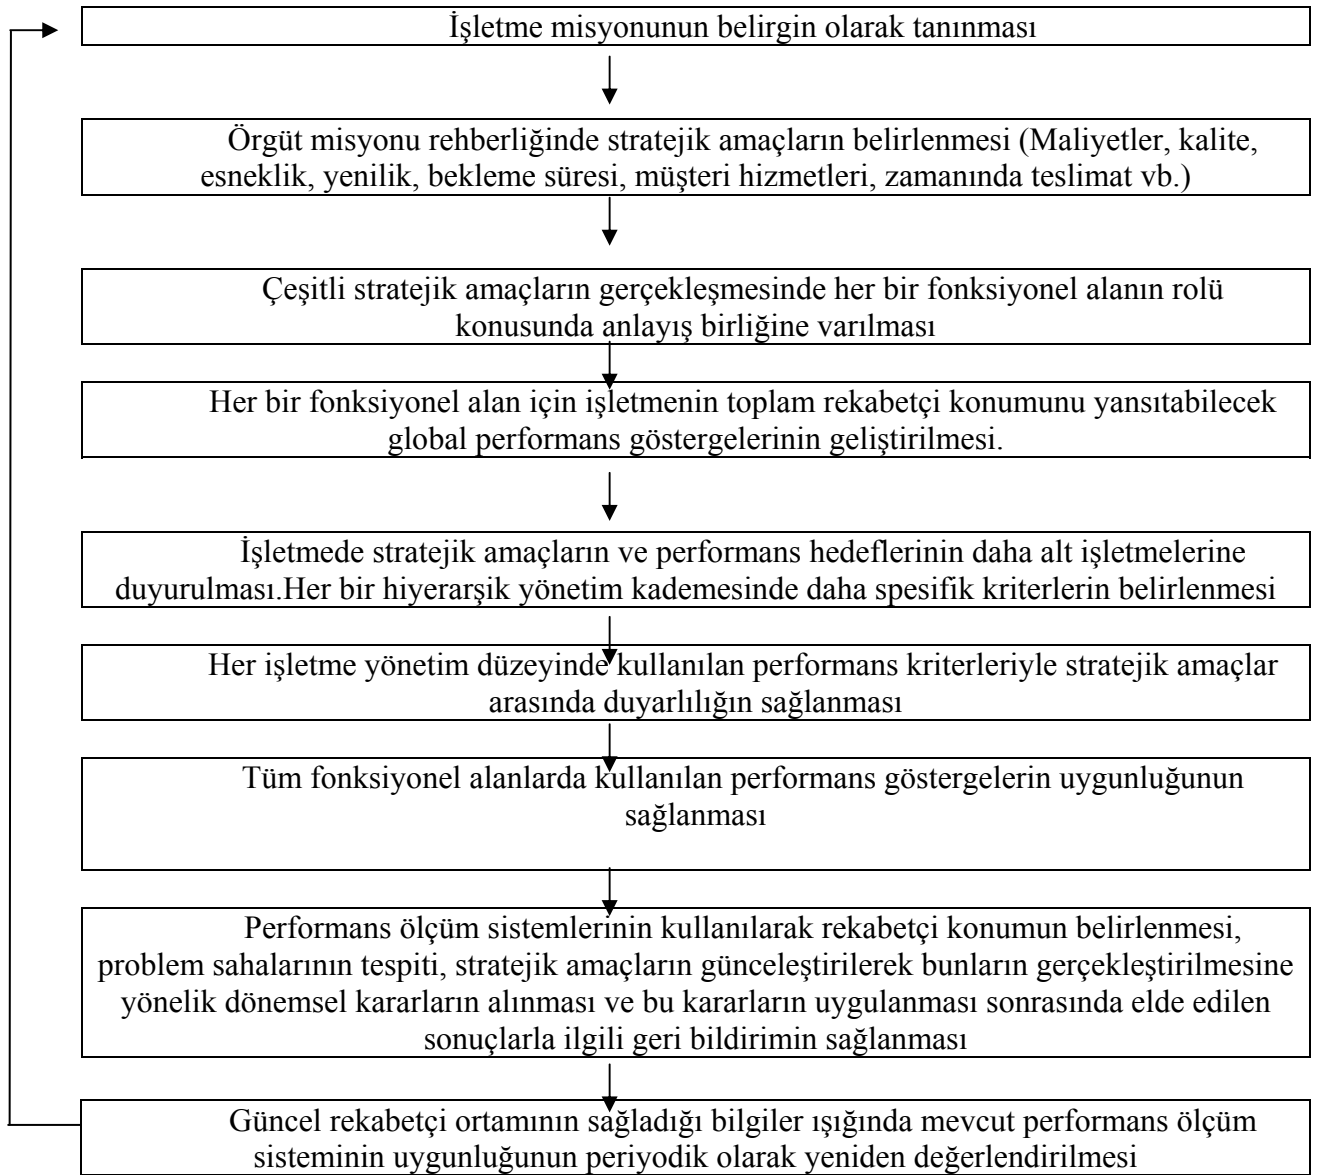 İşletme misyonunun belirgin olarak tanınması
Örgüt misyonu rehberliğinde stratejik amaçların belirlenmesi (Maliyetler, kalite,
esneklik, yenilik, bekleme süresi, müşteri hizmetleri, zamanında teslimat vb.)
Çeşitli stratejik amaçların gerçekleşmesinde her bir fonksiyonel alanın rolü
konusunda anlayış birliğine varılması
Her bir fonksiyonel alan için işletmenin toplam rekabetçi konumunu yansıtabilecek
global performans göstergelerinin geliştirilmesi.
İşletmede stratejik amaçların ve performans hedeflerinin daha alt işletmelerine
duyurulması.Her bir hiyerarşik yönetim kademesinde daha spesifik kriterlerin belirlenmesi
Her işletme yönetim düzeyinde kullanılan performans kriterleriyle stratejik amaçlar
arasında duyarlılığın sağlanması
Tüm fonksiyonel alanlarda kullanılan performans göstergelerin uygunluğunun
sağlanması
Performans ölçüm sistemlerinin kullanılarak rekabetçi konumun belirlenmesi,
problem sahalarının tespiti, stratejik amaçların günceleştirilerek bunların gerçekleştirilmesine
yönelik dönemsel kararların alınması ve bu kararların uygulanması sonrasında elde edilen
sonuçlarla ilgili geri bildirimin sağlanması
Güncel rekabetçi ortamının sağladığı bilgiler ışığında mevcut performans ölçüm
sisteminin uygunluğunun periyodik olarak yeniden değerlendirilmesi